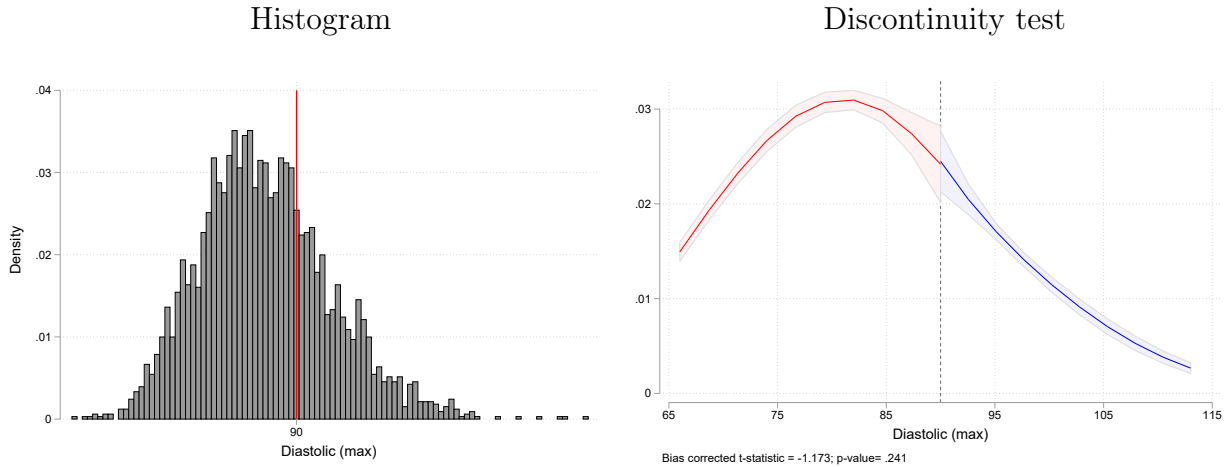 Histogram
.04
.03
.02
.01
0
Density
90
Diastolic (max)
Discontinuity test
.03
.02
.01
0
65 75 85 95 105 115
Diastolic (max)
Bias corrected t-statistic = -1.173; p-value= .241